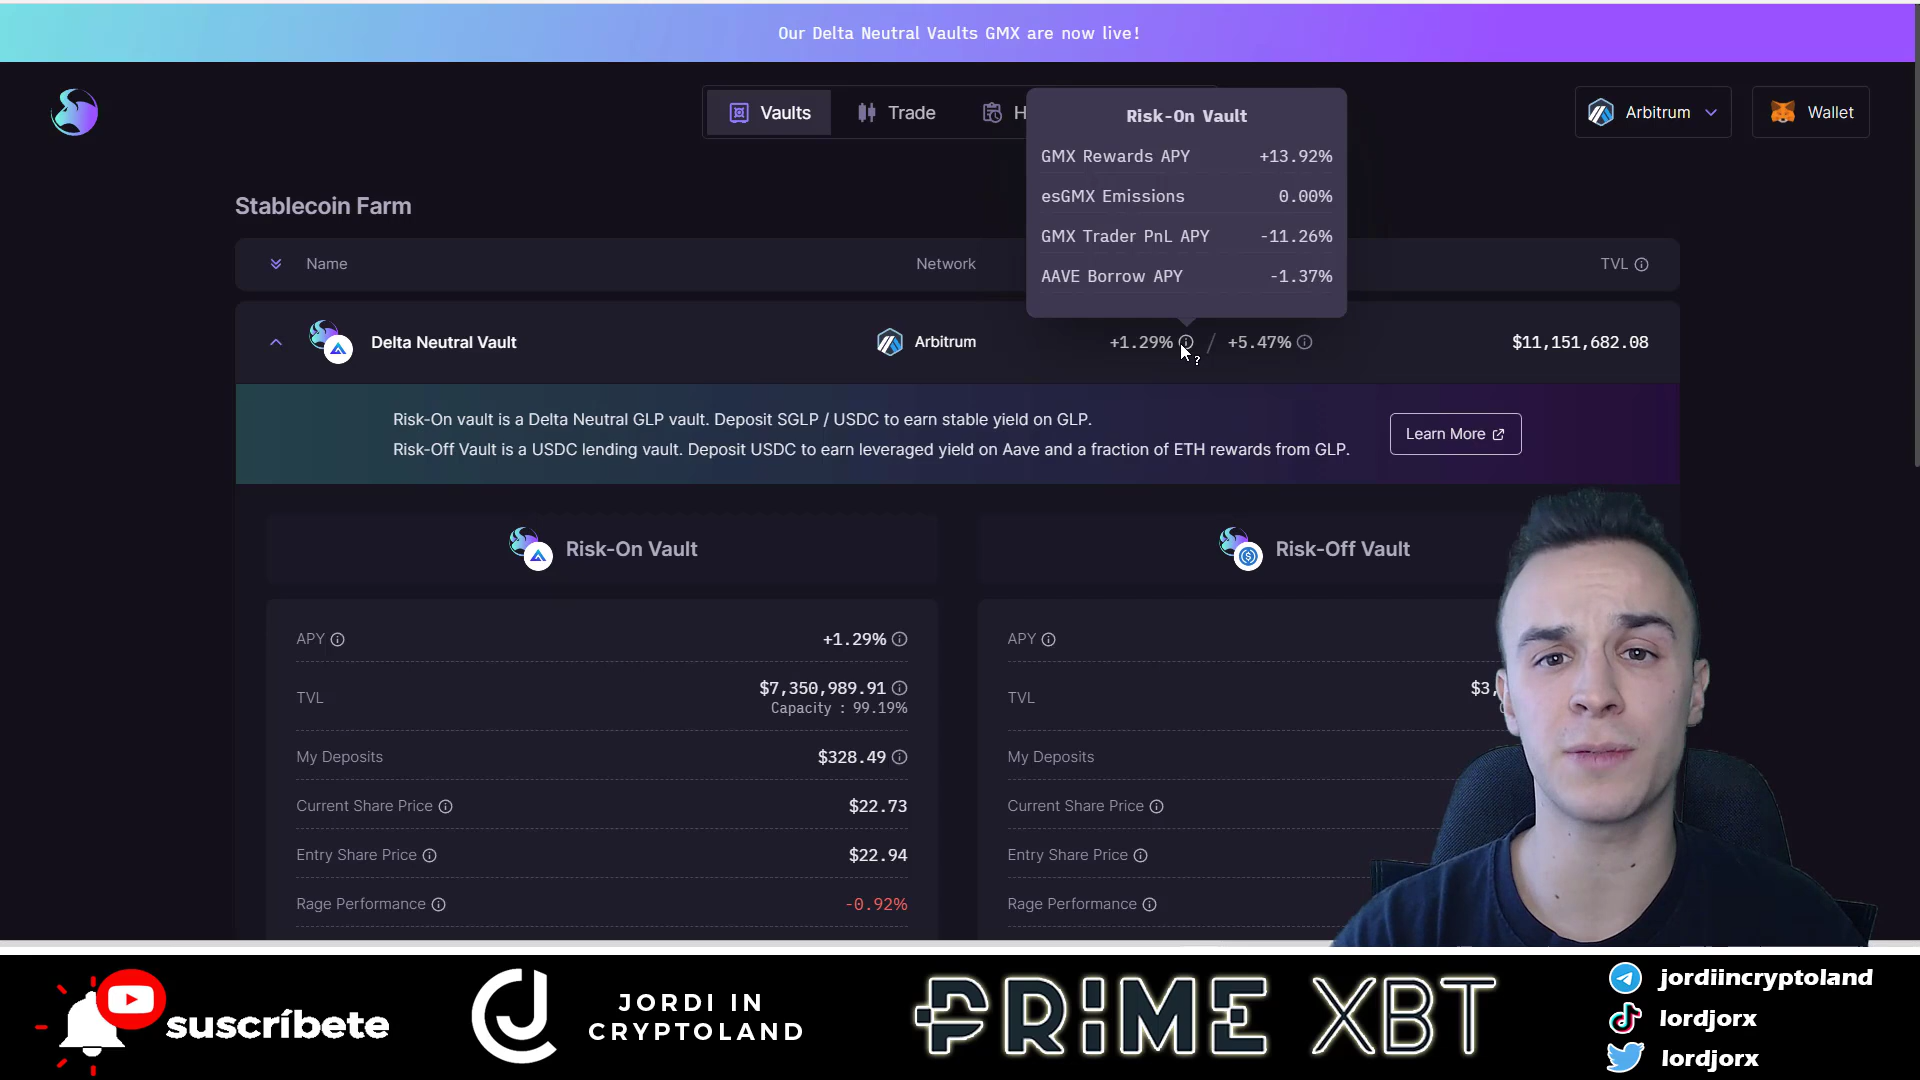 Our Delta Neutral Vaults GMX are now live!
Vaults
Trade
H
Arbitrum
Wallet
Risk-On Vault
GMX Rewards APY +13.92%
esGMX Emissions 0.00%
GMX Trader PnL APY -11.26%
AAVE Borrow APY -1.37%
Stablecoin Farm
Name Network TVL
Delta Neutral Vault Arbitrum +1.29% / +5.47% $11,151,682.08
Risk-On vault is a Delta Neutral GLP vault. Deposit SGLP / USDC to earn stable yield on GLP.
Risk-Off Vault is a USDC lending vault. Deposit USDC to earn leveraged yield on Aave and a fraction of ETH rewards from GLP.
Learn More
Risk-On Vault
APY +1.29%
TVL $7,350,989.91
Capacity : 99.19%
My Deposits $328.49
Current Share Price $22.73
Entry Share Price $22.94
Rage Performance -0.92%
Risk-Off Vault
APY
TVL $3,
My Deposits
Current Share Price
Entry Share Price
Rage Performance
suscríbete
JORDI IN
CRYPTOLAND
PRIME XBT
jordiincryptoland
lordjorx
lordjorx